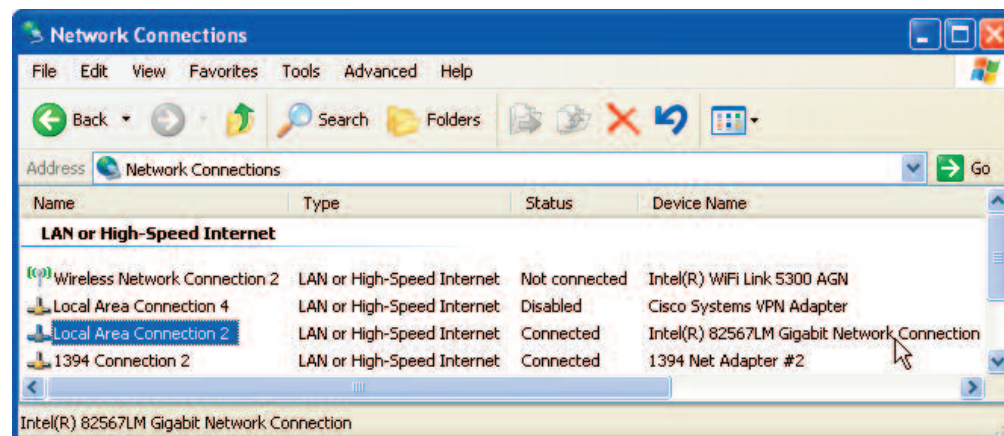 Network Connections
File Edit View Favorites Tools Advanced Help
Back Search Folders
Address Network Connections Go
Name Type Status Device Name
LAN or High-Speed Internet
Wireless Network Connection 2 LAN or High-Speed Internet Not connected Intel(R) WiFi Link 5300 AGN
Local Area Connection 4 LAN or High-Speed Internet Disabled Cisco Systems VPN Adapter
Local Area Connection 2 LAN or High-Speed Internet Connected Intel(R) 82567LM Gigabit Network Connection
1394 Connection 2 LAN or High-Speed Internet Connected 1394 Net Adapter #2
Intel(R) 82567LM Gigabit Network Connection